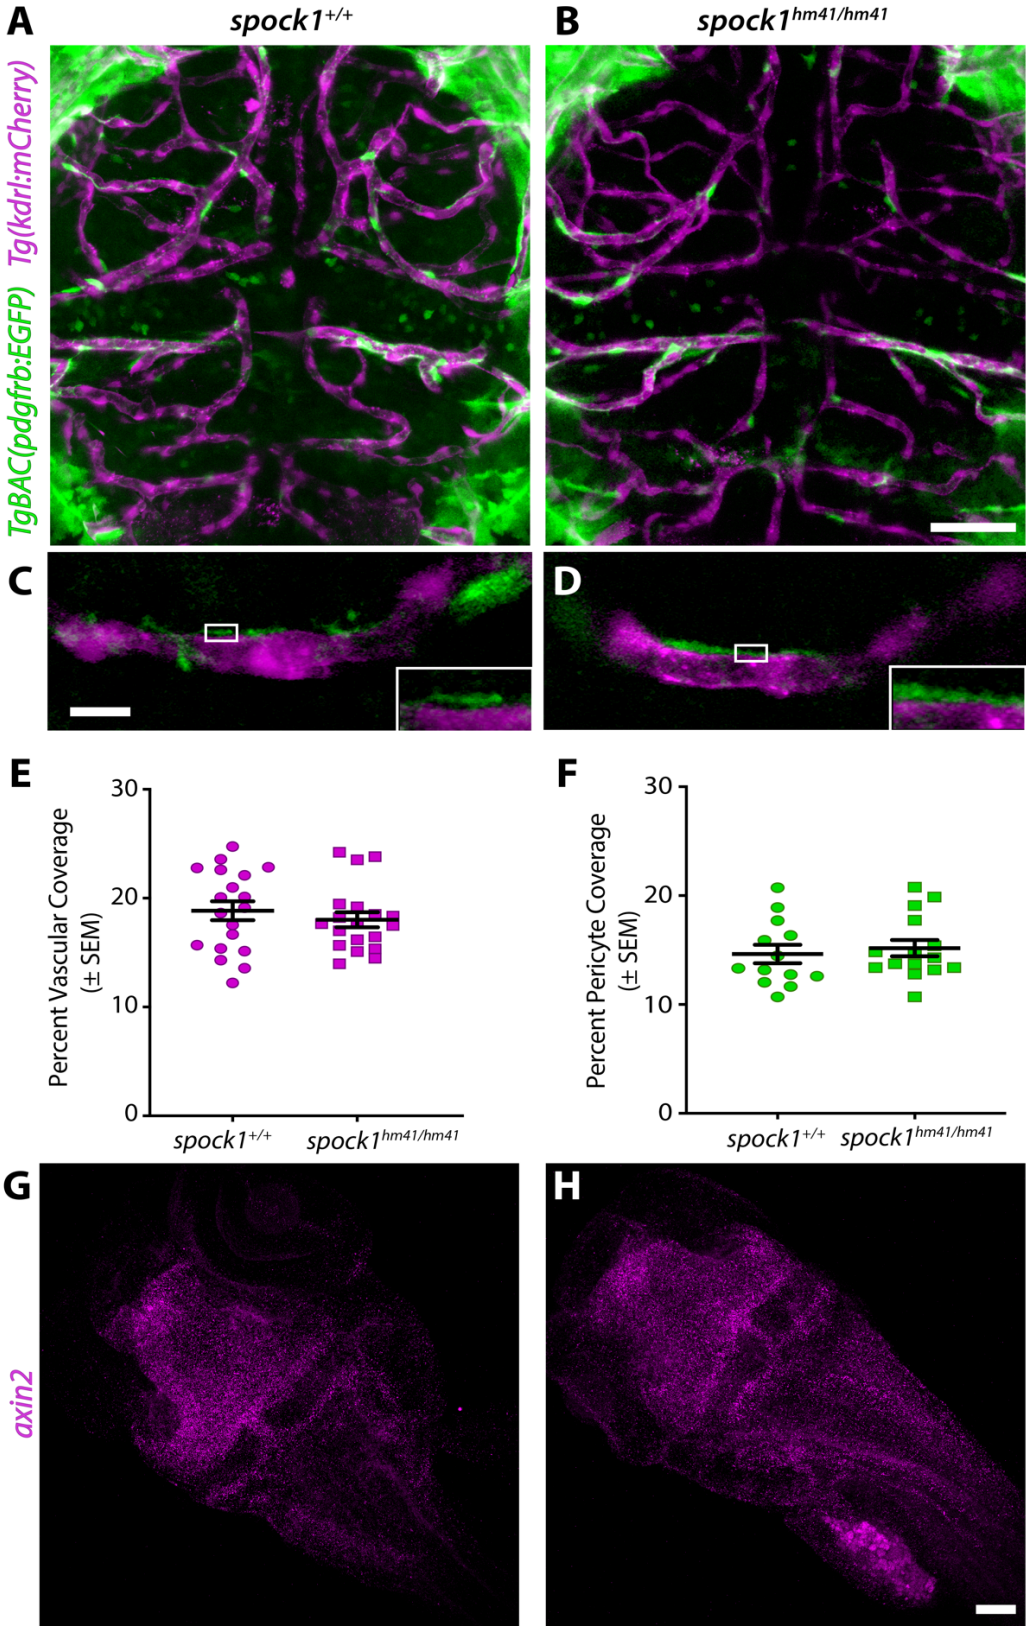 A
spock1+/+
B
spock1hm41/hm41
TgBAC(pdgfrb:EGFP) Tg(kdrl:mCherry)
C
D
E
30
20
10
0
Percent Vascular Coverage
(± SEM)
spock1+/+
spock1hm41/hm41
F
30
20
10
0
Percent Pericyte Coverage
(± SEM)
spock1+/+
spock1hm41/hm41
G
H
axin2